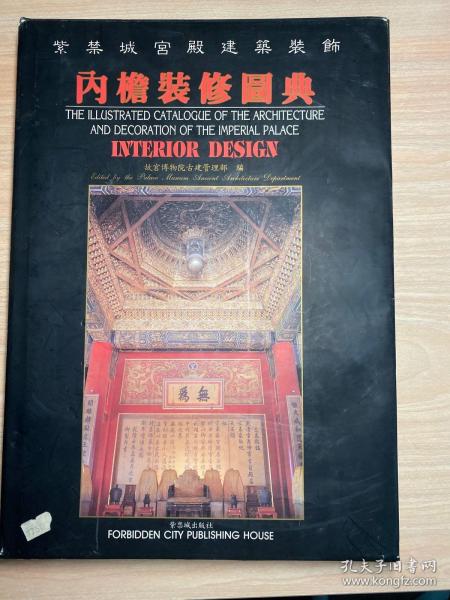 紫禁城宮殿建築裝飾
内檐裝修圖典
THE ILLUSTRATED CATALOGUE OF THE ARCHITECTURE
AND DECORATION OF THE IMPERIAL PALACE
INTERIOR DESIGN
故宮博物院古建管理部 編
Edited by the Palace Museum Ancient Architecture Department
無爲
紫禁城出版社
FORBIDDEN CITY PUBLISHING HOUSE
孔夫子旧书网
www.kongfz.com